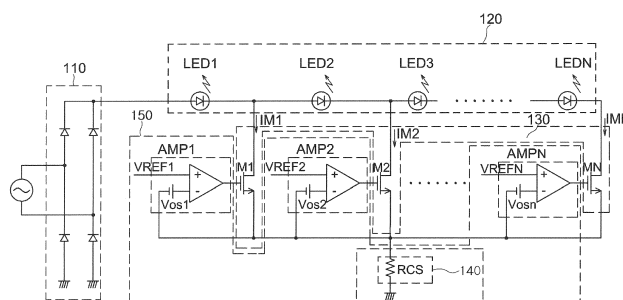 120
110
LED1
LED2
LED3
LEDN
150
IM1
IM2
130
AMP1
AMP2
AMPN
VREF1
M1
VREF2
M2
VREFN
MN
Vos1
Vos2
Vosn
RCS
140